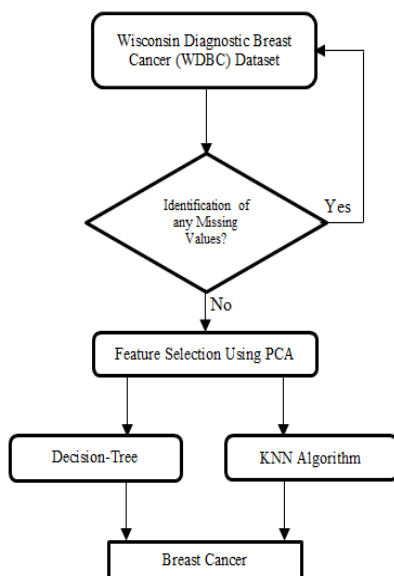 Wisconsin Diagnostic Breast
Cancer (WDBC) Dataset
Identification of
any Missing
Values?
Yes
No
Feature Selection Using PCA
Decision-Tree
KNN Algorithm
Breast Cancer